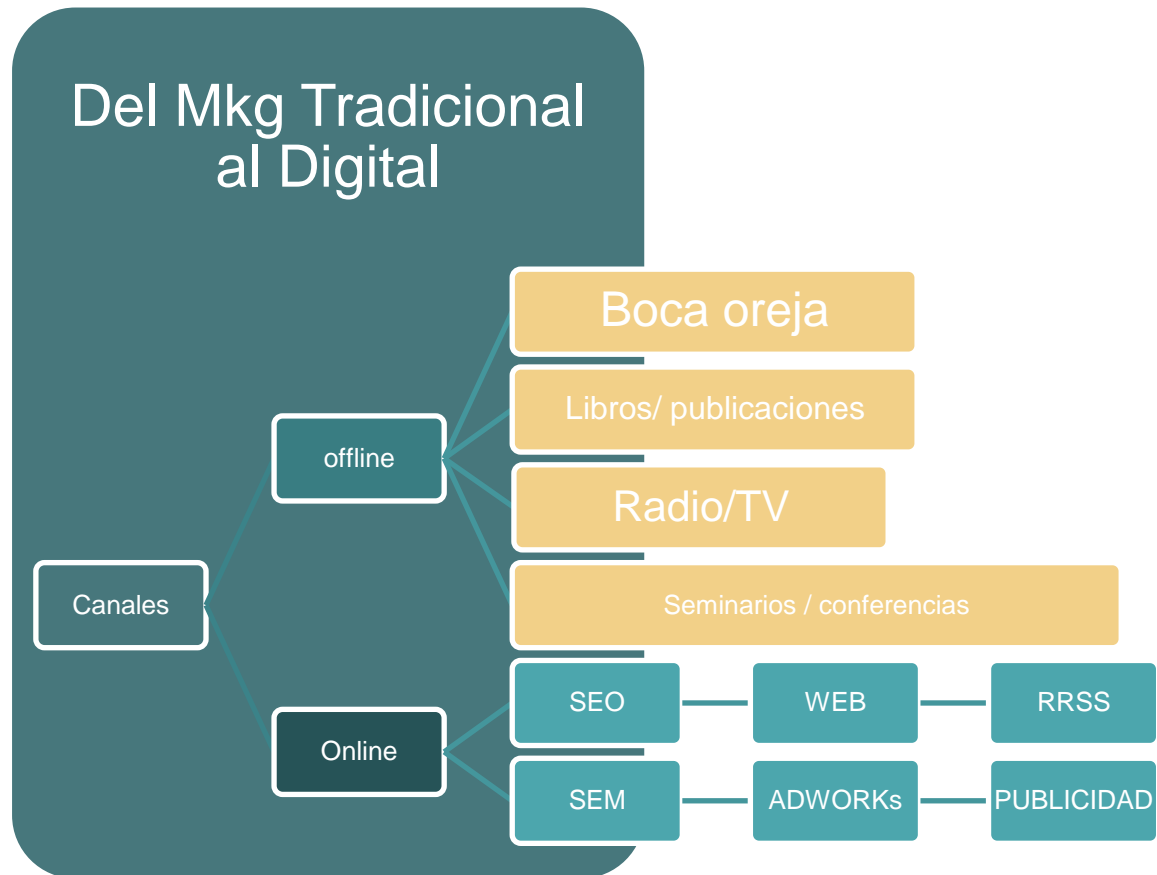 Del Mkg Tradicional
al Digital
Canales
offline
Boca oreja
Libros/ publicaciones
Radio/TV
Seminarios / conferencias
Online
SEO
WEB
RRSS
SEM
ADWORKs
PUBLICIDAD